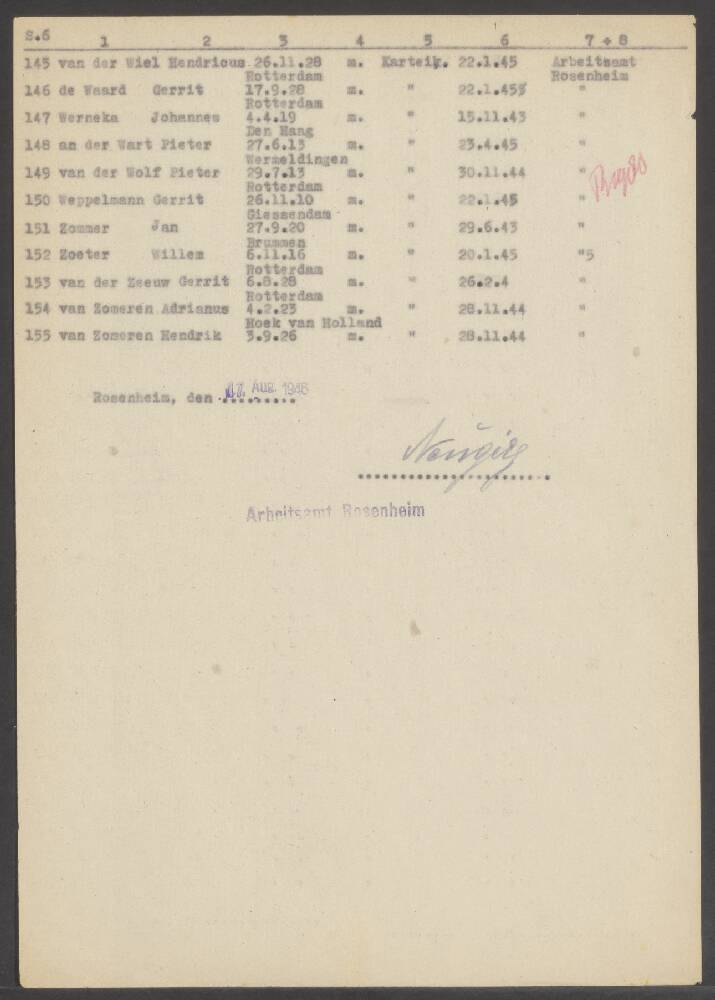 S.6 1 2 3 4 5 6 7 + 8
145 van der Wiel Hendricus 26.11.28 m. Karteik. 22.1.45 Arbeitsamt
Rotterdam Rosenheim
146 de Waard Gerrit 17.9.28 m. " 22.1.45 "
Rotterdam
147 Werneka Johannes 4.4.19 m. " 15.11.43 "
Den Haag
148 an der Wart Pieter 27.6.13 m. " 23.4.45 "
Wermeldingen
149 van der Wolf Pieter 29.7.13 m. " 30.11.44 "
Rotterdam
150 Weppelmann Gerrit 26.11.10 m. " 22.1.45 "
Giessendam
151 Zommer Jan 27.9.20 m. " 29.6.43 "
Brummen
152 Zoeter Willem 6.11.16 m. " 20.1.45 "5
Rotterdam
153 van der Zeeuw Gerrit 6.8.28 m. " 26.2.4 "
Rotterdam
154 van Zomeren Adrianus 4.2.23 m. " 28.11.44 "
Hoek van Holland
155 van Zomeren Hendrik 3.9.26 m. " 28.11.44 "
Rosenheim, den 17. Aug. 1946
Arbeitsamt Rosenheim